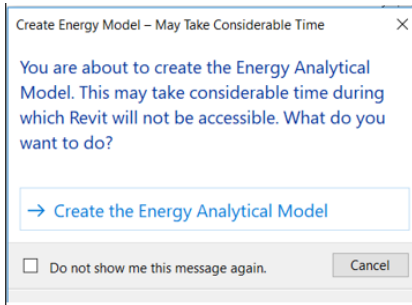 Create Energy Model – May Take Considerable Time
You are about to create the Energy Analytical
Model. This may take considerable time during
which Revit will not be accessible. What do you
want to do?
→ Create the Energy Analytical Model
Do not show me this message again.
Cancel